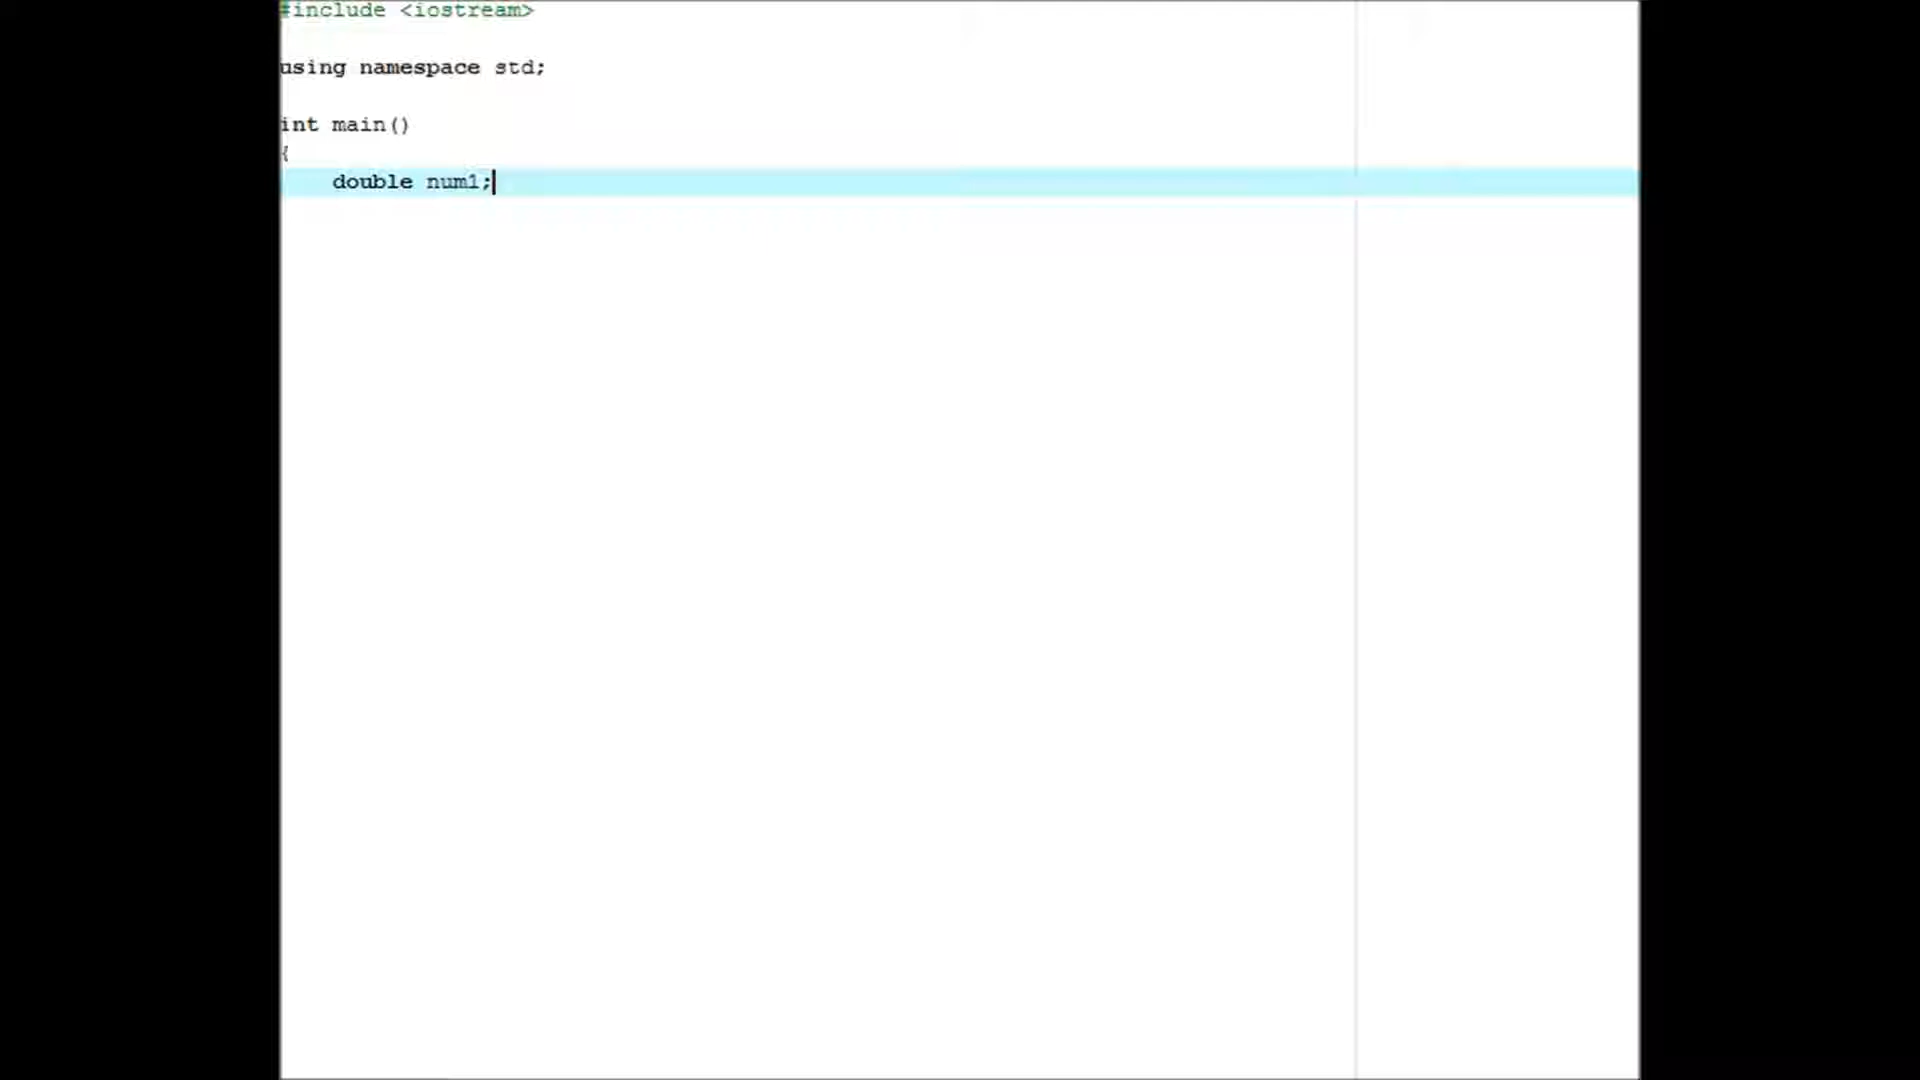 #include <iostream>
using namespace std;
int main()
{
double num1;